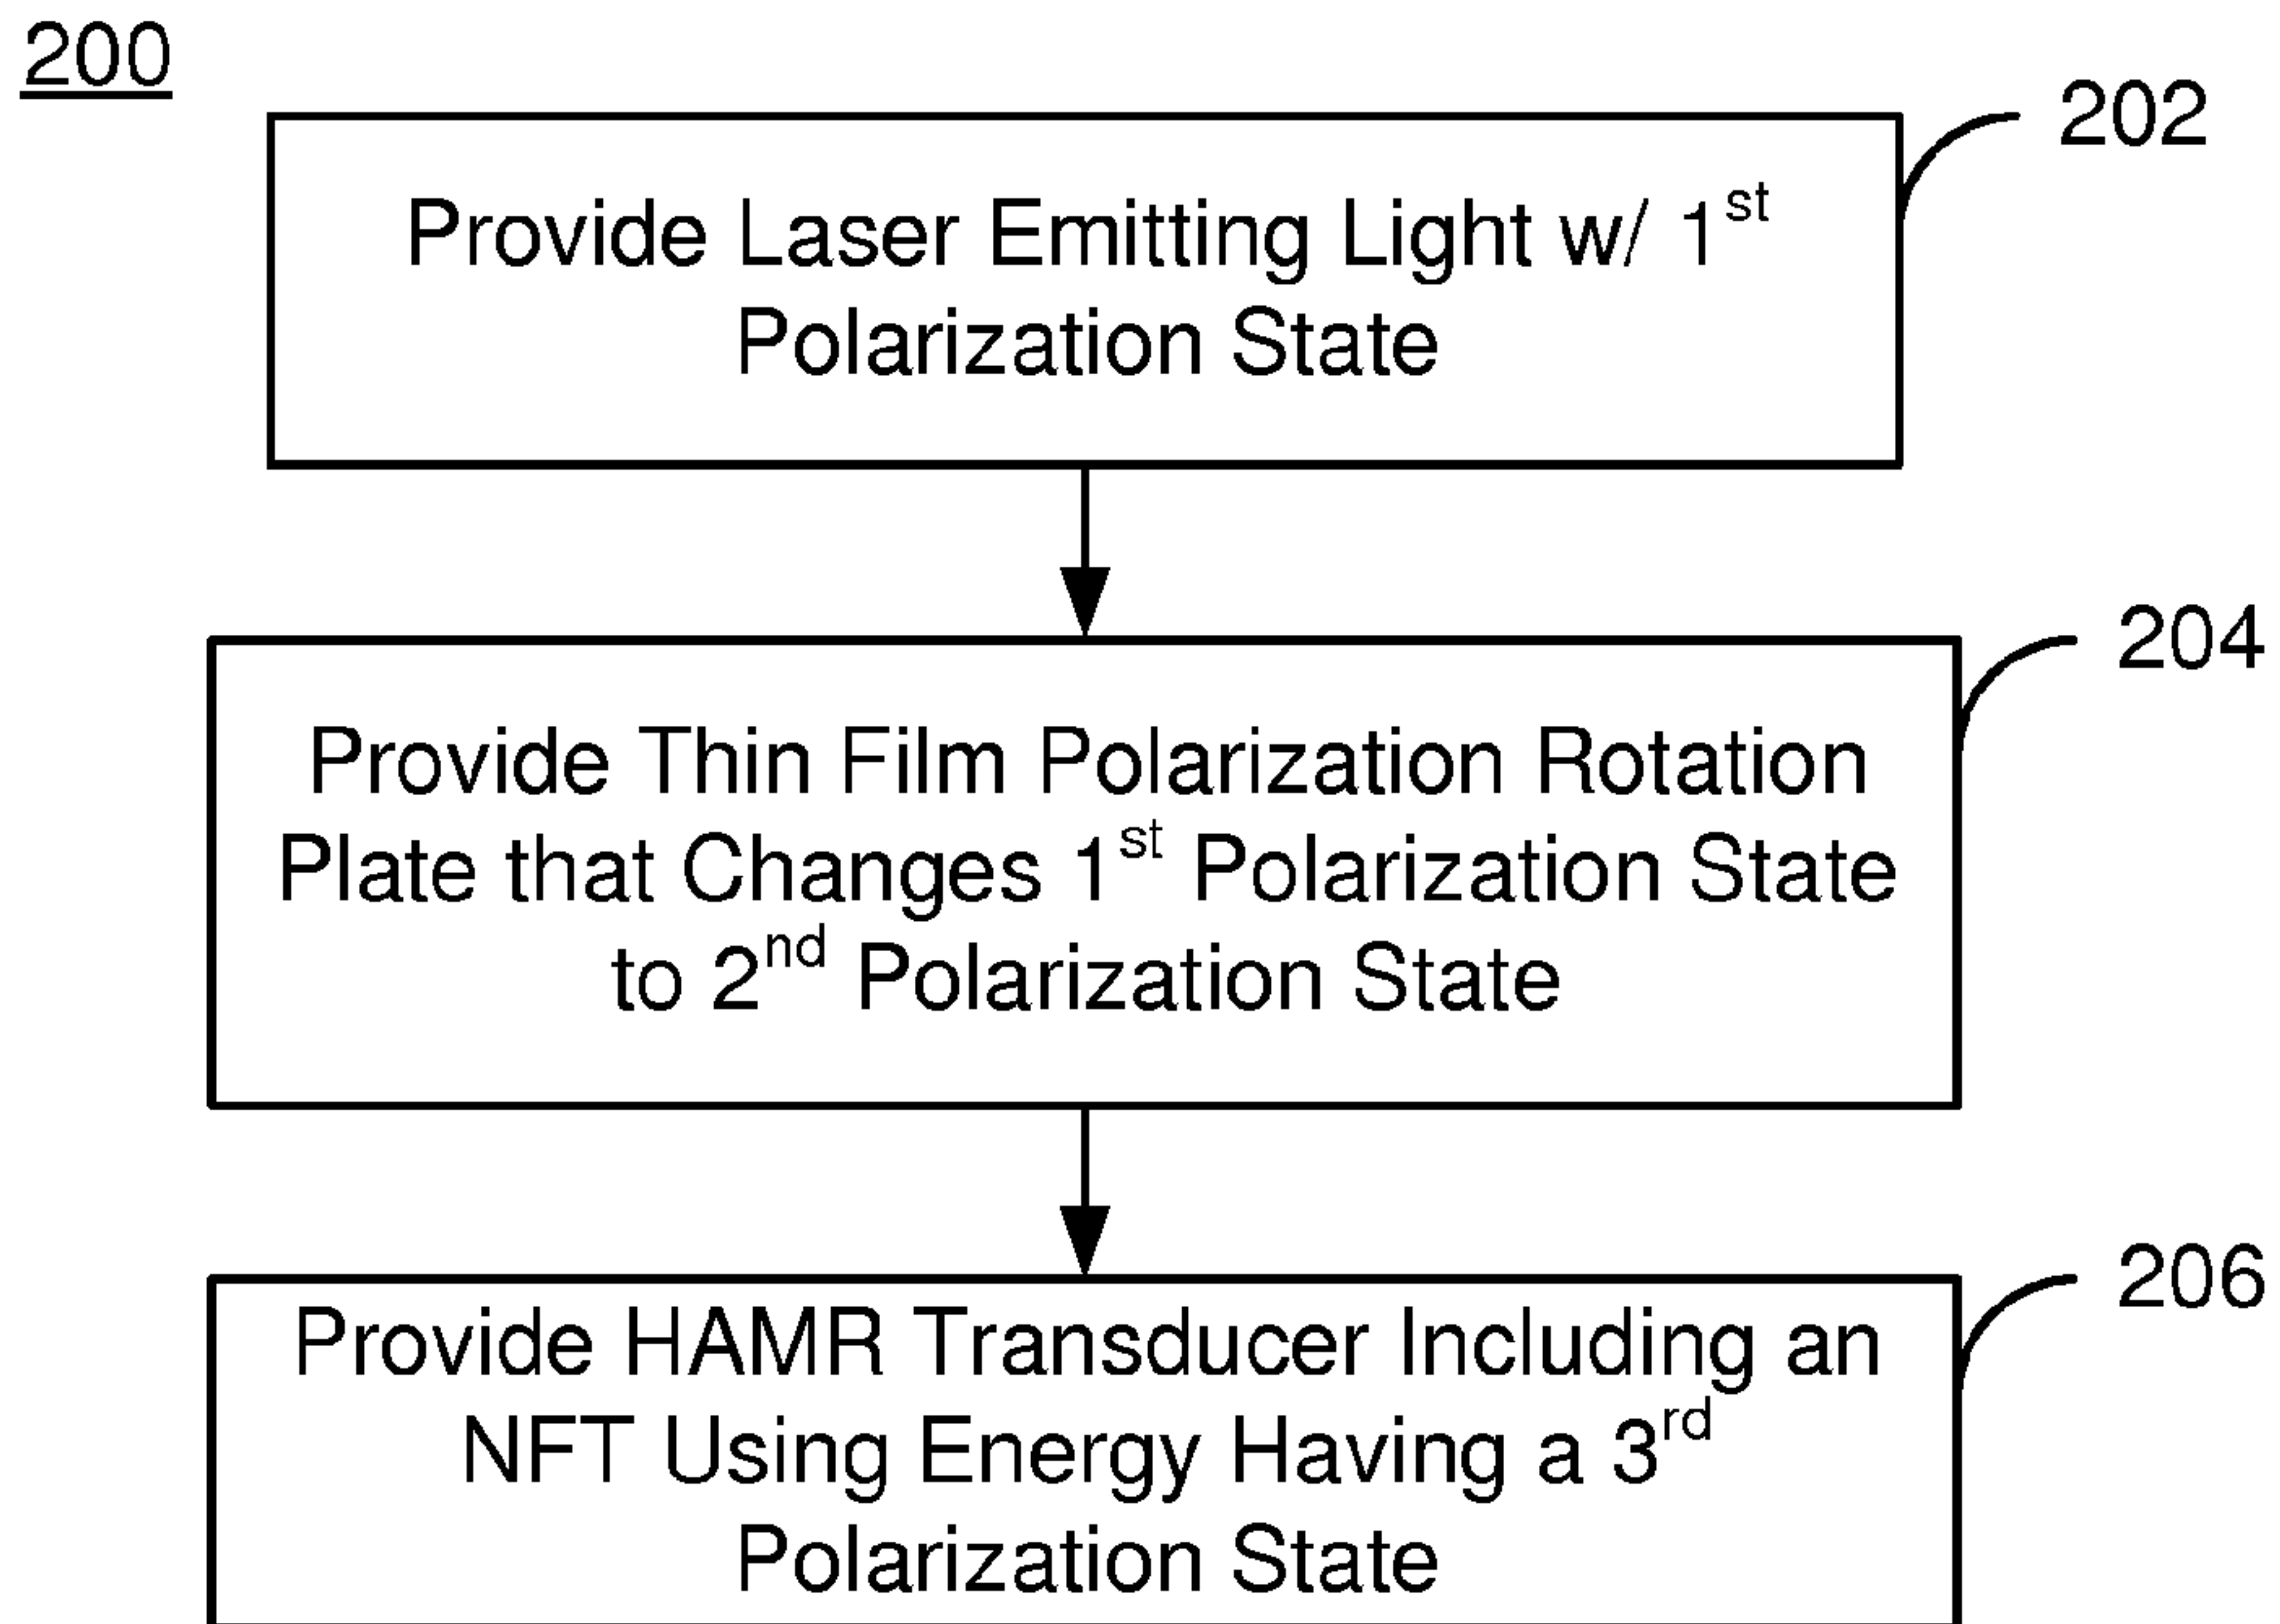 200
202
Provide Laser Emitting Light w/ 1st
Polarization State
204
Provide Thin Film Polarization Rotation
Plate that Changes 1st Polarization State
to 2nd Polarization State
206
Provide HAMR Transducer Including an
NFT Using Energy Having a 3rd
Polarization State